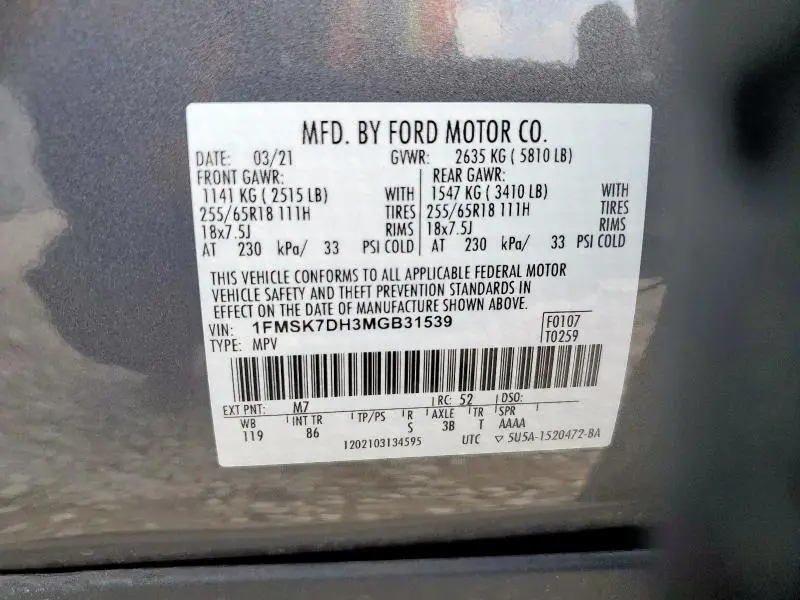 MFD. BY FORD MOTOR CO.
DATE: 03/21 GVWR: 2635 KG ( 5810 LB)
FRONT GAWR: REAR GAWR:
1141 KG ( 2515 LB) WITH 1547 KG ( 3410 LB) WITH
255/65R18 111H TIRES 255/65R18 111H TIRES
18x7.5J RIMS 18x7.5J RIMS
AT 230 kPa/ 33 PSI COLD AT 230 kPa/ 33 PSI COLD
THIS VEHICLE CONFORMS TO ALL APPLICABLE FEDERAL MOTOR
VEHICLE SAFETY AND THEFT PREVENTION STANDARDS IN
EFFECT ON THE DATE OF MANUFACTURE SHOWN ABOVE.
VIN: 1FMSK7DH3MGB31539 F0107
TYPE: MPV T0259
EXT PNT: M7 RC: 52 DSO:
WB INT TR TP/PS R AXLE TR SPR
119 86 S 3B T AAAA
1202103134595 UTC ▽ 5U5A-1520472-BA